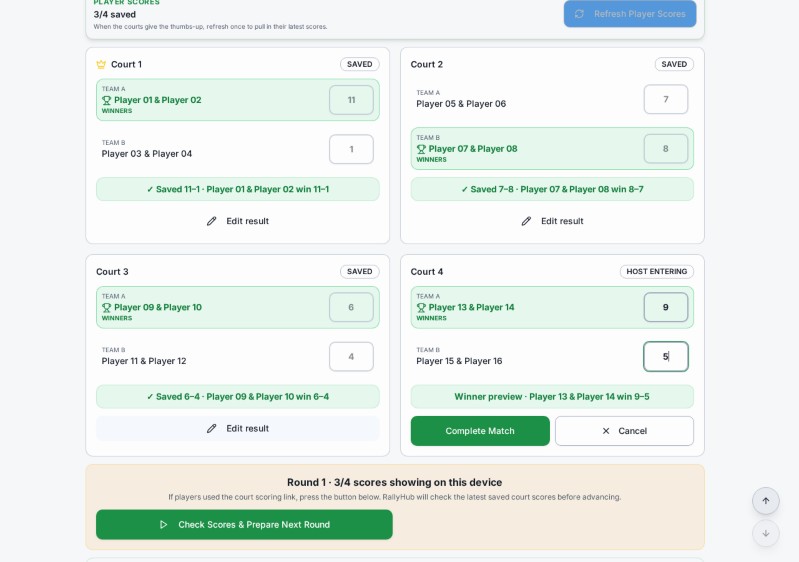 PLAYER SCORES
3/4 saved
When the courts give the thumbs-up, refresh once to pull in their latest scores.
Refresh Player Scores
Court 1
SAVED
TEAM A
Player 01 & Player 02
WINNERS
11
TEAM B
Player 03 & Player 04
1
✓ Saved 11–1 · Player 01 & Player 02 win 11–1
Edit result
Court 2
SAVED
TEAM A
Player 05 & Player 06
7
TEAM B
Player 07 & Player 08
WINNERS
8
✓ Saved 7–8 · Player 07 & Player 08 win 8–7
Edit result
Court 3
SAVED
TEAM A
Player 09 & Player 10
WINNERS
6
TEAM B
Player 11 & Player 12
4
✓ Saved 6–4 · Player 09 & Player 10 win 6–4
Edit result
Court 4
HOST ENTERING
TEAM A
Player 13 & Player 14
WINNERS
9
TEAM B
Player 15 & Player 16
5
Winner preview · Player 13 & Player 14 win 9–5
Complete Match
Cancel
Round 1 · 3/4 scores showing on this device
If players used the court scoring link, press the button below. RallyHub will check the latest saved court scores before advancing.
Check Scores & Prepare Next Round